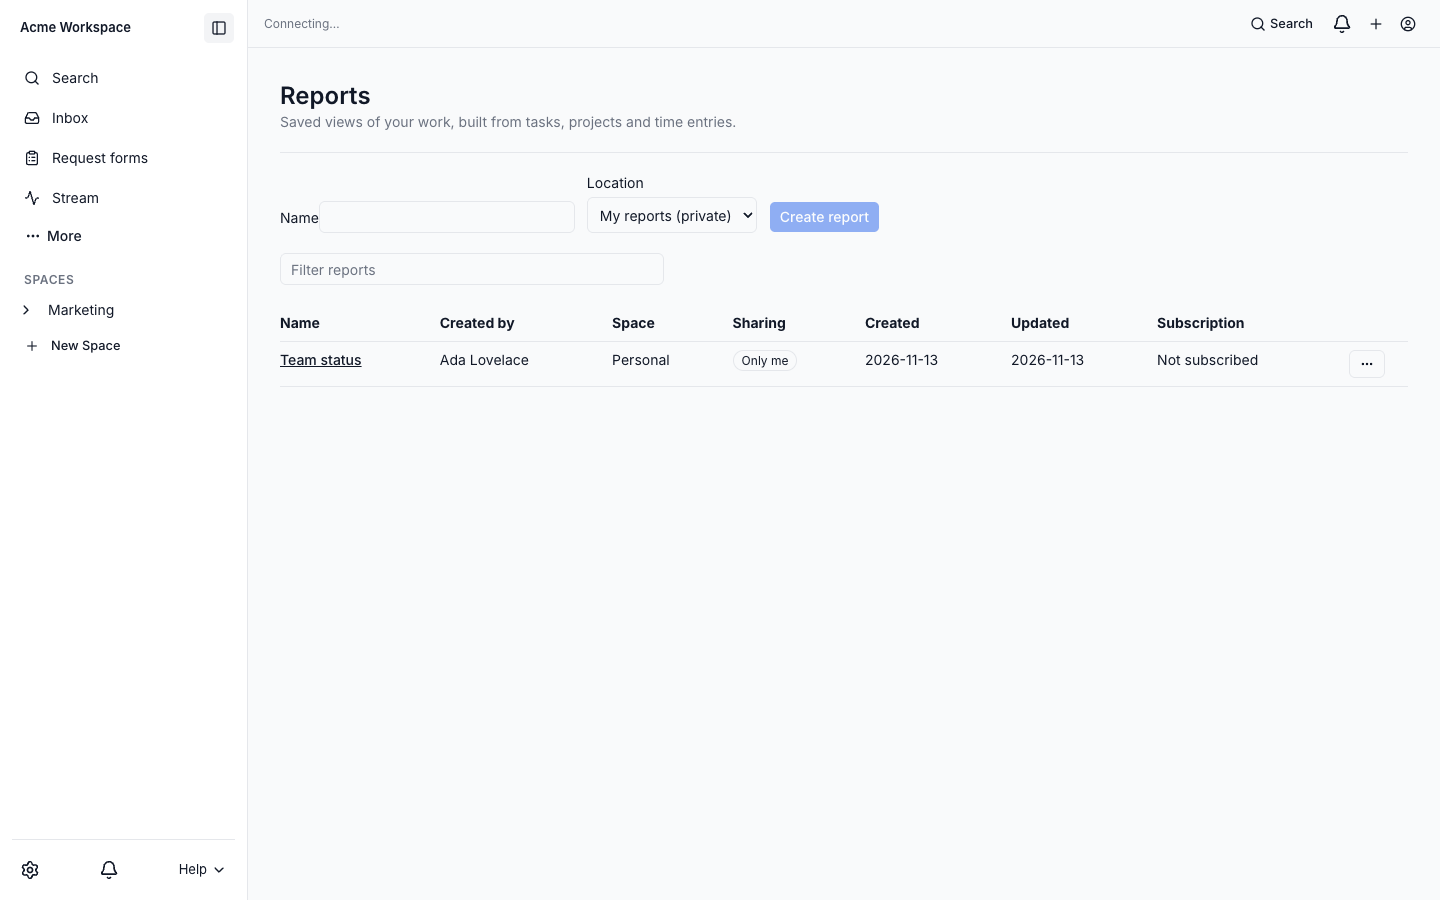 Acme Workspace
Search
Inbox
Request forms
Stream
More
SPACES
Marketing
New Space
Help
Connecting...
Search
Reports
Saved views of your work, built from tasks, projects and time entries.
Name
Location
My reports (private)
Create report
Filter reports
Name Created by Space Sharing Created Updated Subscription
Team status Ada Lovelace Personal Only me 2026-11-13 2026-11-13 Not subscribed ...